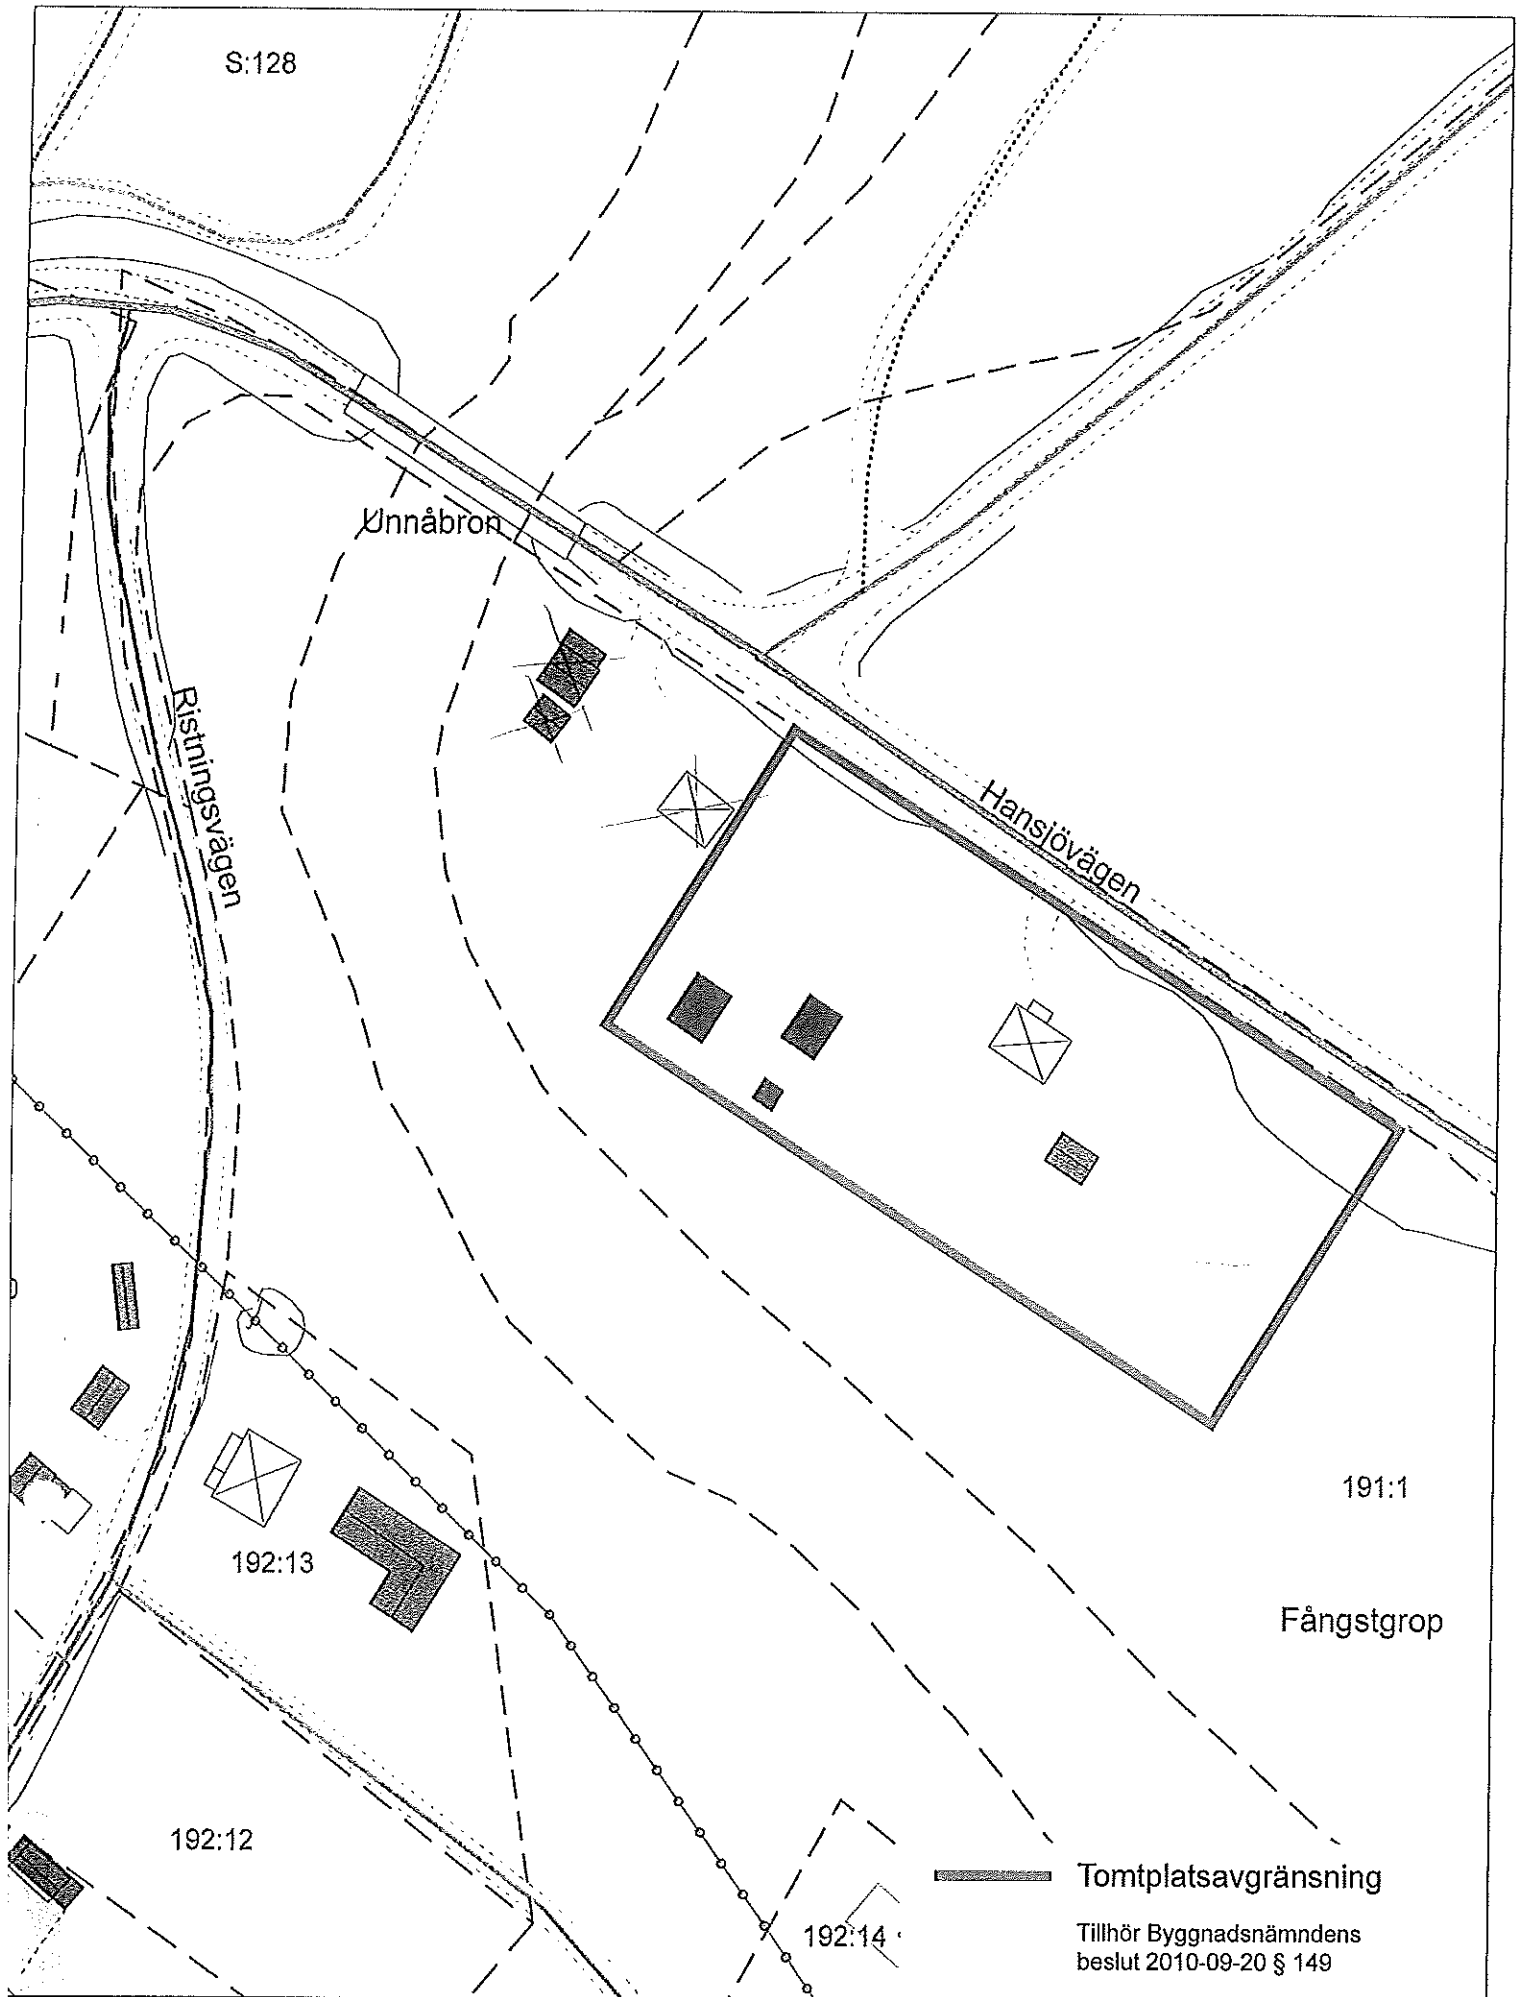 S:128
Unnåbron
Ristningsvägen
Hansjövägen
191:1
192:13
Fångstgrop
192:12
Tomtplatsavgränsning
192:14
Tillhör Byggnadsnämndens
beslut 2010-09-20 § 149